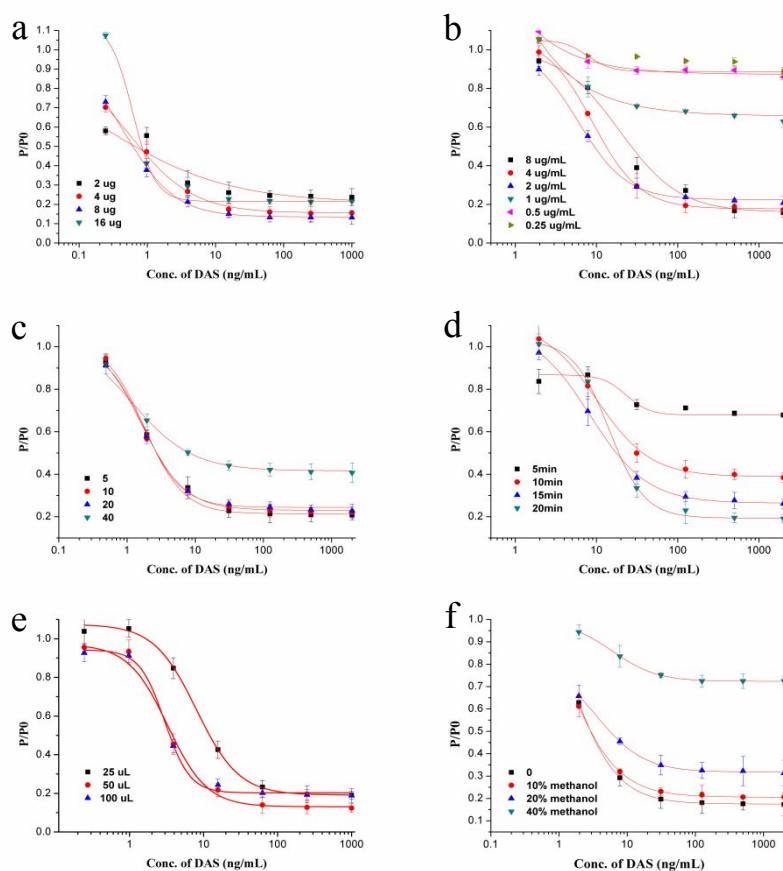 a
1.1
1.0
0.9
0.8
0.7
0.6
0.5
0.4
0.3
0.2
0.1
0.0
P/P0
2 ug
4 ug
8 ug
16 ug
0.1
1
10
100
1000
Conc. of DAS (ng/mL)
b
1.0
0.9
0.8
0.7
0.6
0.5
0.4
0.3
0.2
0.1
0.0
P/P0
8 ug/mL
4 ug/mL
2 ug/mL
1 ug/mL
0.5 ug/mL
0.25 ug/mL
1
10
100
1000
Conc. of DAS (ng/mL)
c
1.0
0.8
0.6
0.4
0.2
P/P0
5
10
20
40
0.1
1
10
100
1000
Conc. of DAS (ng/mL)
d
1.0
0.8
0.6
0.4
0.2
P/P0
5min
10min
15min
20min
1
10
100
1000
Conc. of DAS (ng/mL)
e
1.0
0.8
0.6
0.4
0.2
0.0
P/P0
25 uL
50 uL
100 uL
1
10
100
1000
Conc. of DAS (ng/mL)
f
1.0
0.9
0.8
0.7
0.6
0.5
0.4
0.3
0.2
0.1
P/P0
0
10% methanol
20% methanol
40% methanol
0.1
1
10
100
1000
Conc. of DAS (ng/mL)